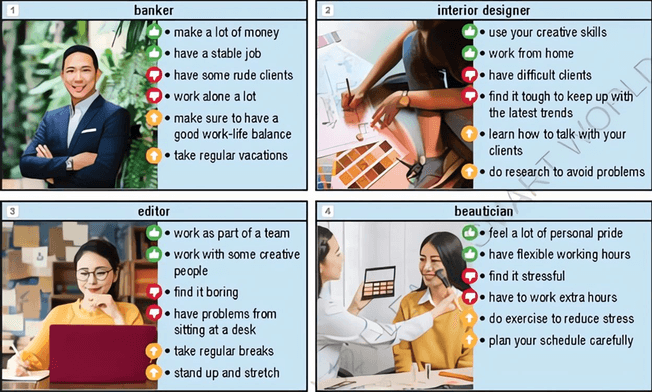 1
banker
• make a lot of money
• have a stable job
• have some rude clients
• work alone a lot
• make sure to have a
good work-life balance
• take regular vacations
2
interior designer
• use your creative skills
• work from home
• have difficult clients
• find it tough to keep up with
the latest trends
• learn how to talk with your
clients
• do research to avoid problems
3
editor
• work as part of a team
• work with some creative
people
• find it boring
• have problems from
sitting at a desk
• take regular breaks
• stand up and stretch
4
beautician
• feel a lot of personal pride
• have flexible working hours
• find it stressful
• have to work extra hours
• do exercise to reduce stress
• plan your schedule carefully
SMART WORLD